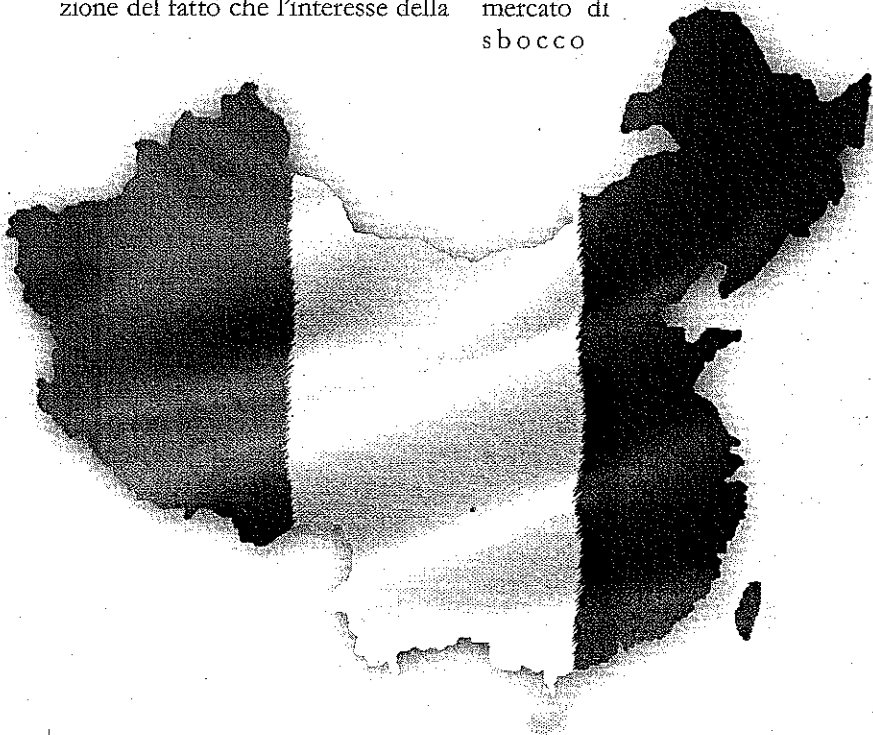 zione del fatto che l'interesse della
mercato di
sbocco